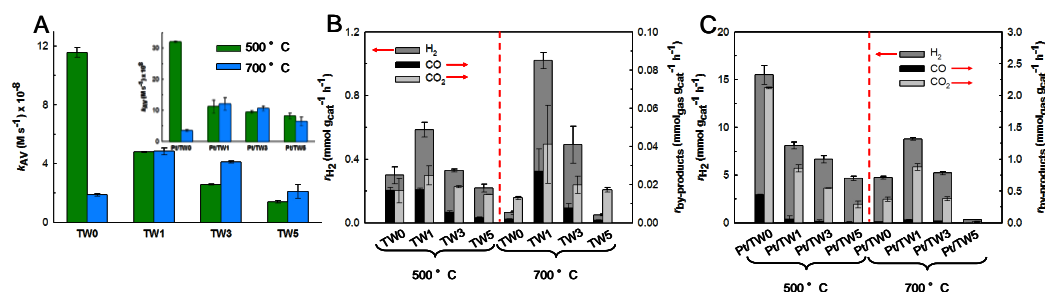 A
12
8
4
0
k_AV (M s⁻¹) x 10⁻⁸
TW0
TW1
TW3
TW5
500 ° C
700 ° C
30
20
10
0
k_AV (M s⁻¹) x 10⁻⁸
Pt/TW0
Pt/TW1
Pt/TW3
Pt/TW5
B
1.2
0.8
0.4
0.0
r_H2 (mmol g_cat⁻¹ h⁻¹)
H₂
CO
CO₂
0.10
0.08
0.06
0.04
0.02
0.00
r_by-products (mmol_gas g_cat⁻¹ h⁻¹)
TW0
TW1
TW3
TW5
TW0
TW1
TW3
TW5
500 ° C
700 ° C
C
20
15
10
5
0
r_H2 (mmol g_cat⁻¹ h⁻¹)
H₂
CO
CO₂
3.0
2.5
2.0
1.5
1.0
0.5
0.0
r_by-products (mmol_gas g_cat⁻¹ h⁻¹)
Pt/TW0
Pt/TW1
Pt/TW3
Pt/TW5
Pt/TW0
Pt/TW1
Pt/TW3
Pt/TW5
500 ° C
700 ° C